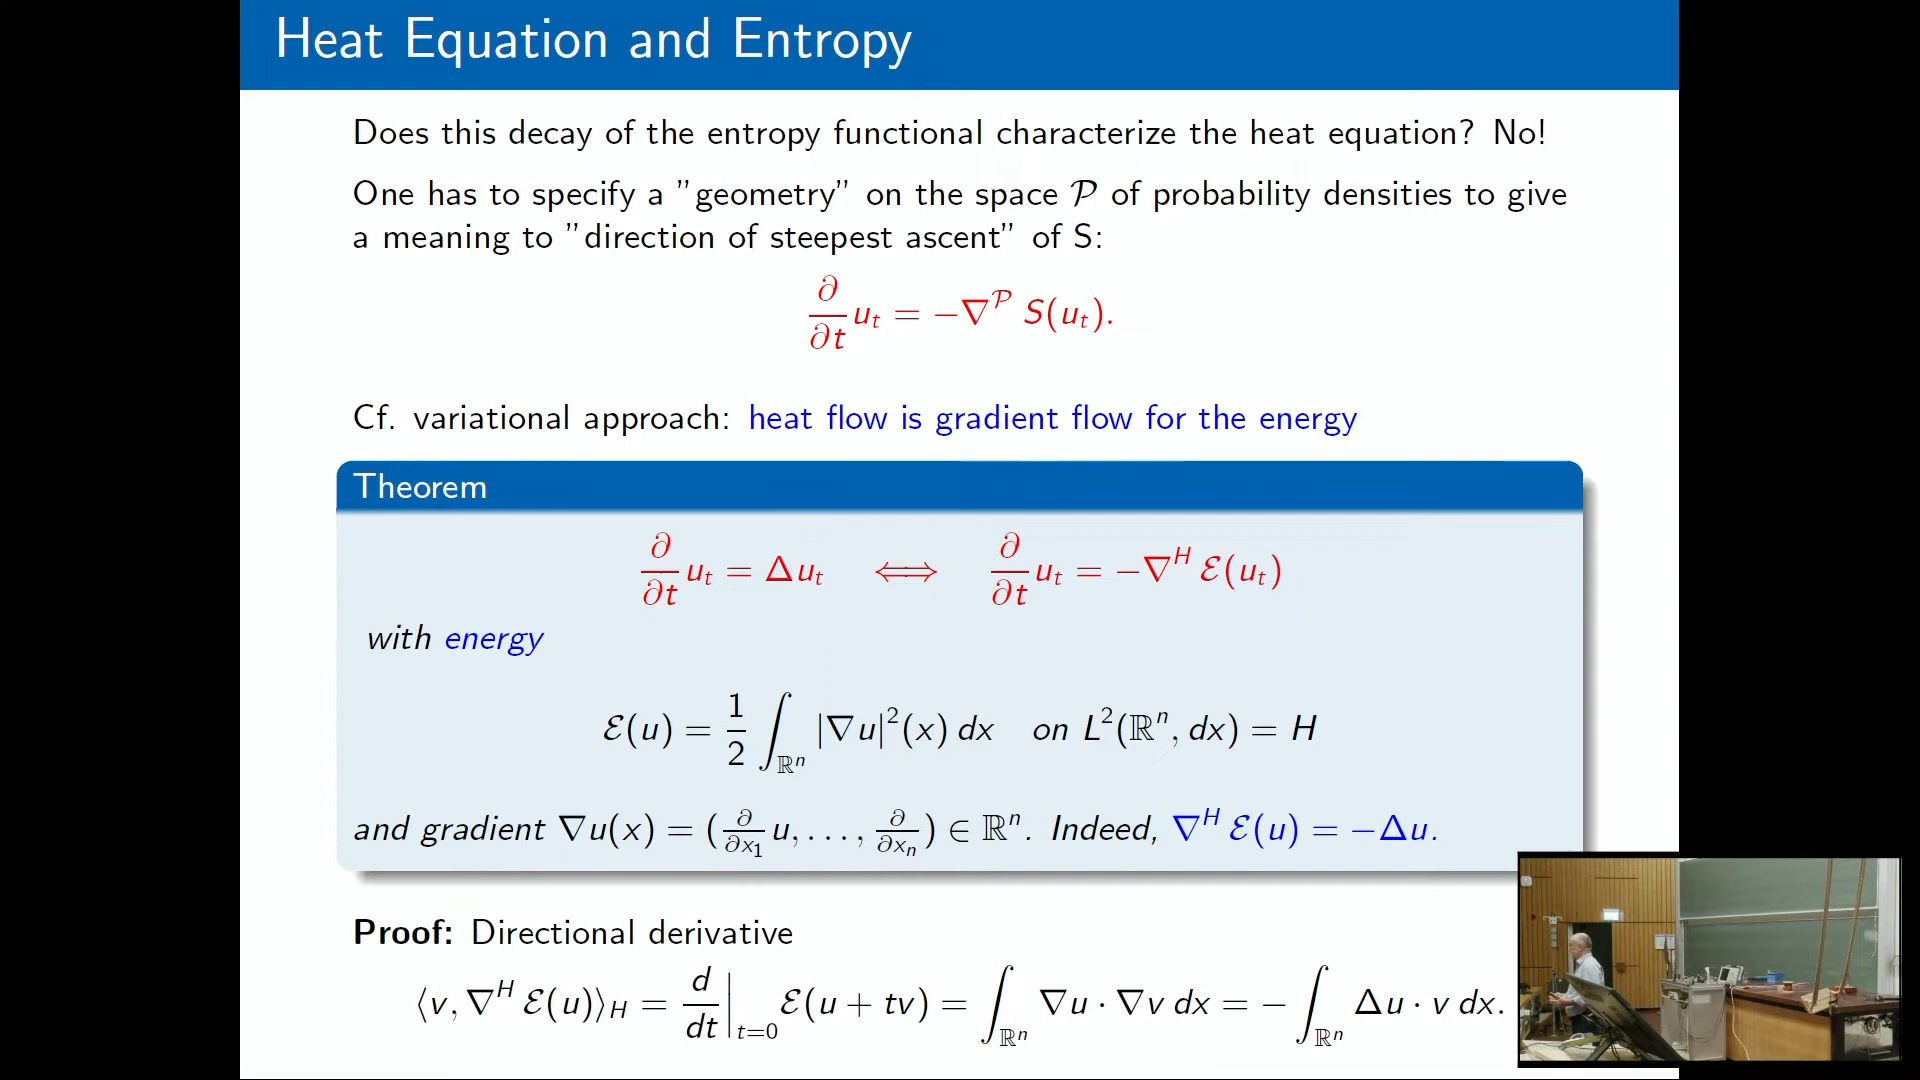 Heat Equation and Entropy
Does this decay of the entropy functional characterize the heat equation? No!
One has to specify a ”geometry” on the space 𝒫 of probability densities to give
a meaning to ”direction of steepest ascent” of S:
∂/∂t u_t = −∇^𝒫 S(u_t).
Cf. variational approach: heat flow is gradient flow for the energy
Theorem
∂/∂t u_t = Δu_t ⟺ ∂/∂t u_t = −∇^H ℰ(u_t)
with energy
ℰ(u) = 1/2 ∫_{ℝ^n} |∇u|^2(x) dx on L^2(ℝ^n, dx) = H
and gradient ∇u(x) = (∂/∂x_1 u, . . . , ∂/∂x_n) ∈ ℝ^n. Indeed, ∇^H ℰ(u) = −Δu.
Proof: Directional derivative
⟨v, ∇^H ℰ(u)⟩_H = d/dt |_{t=0} ℰ(u + tv) = ∫_{ℝ^n} ∇u · ∇v dx = − ∫_{ℝ^n} Δu · v dx.